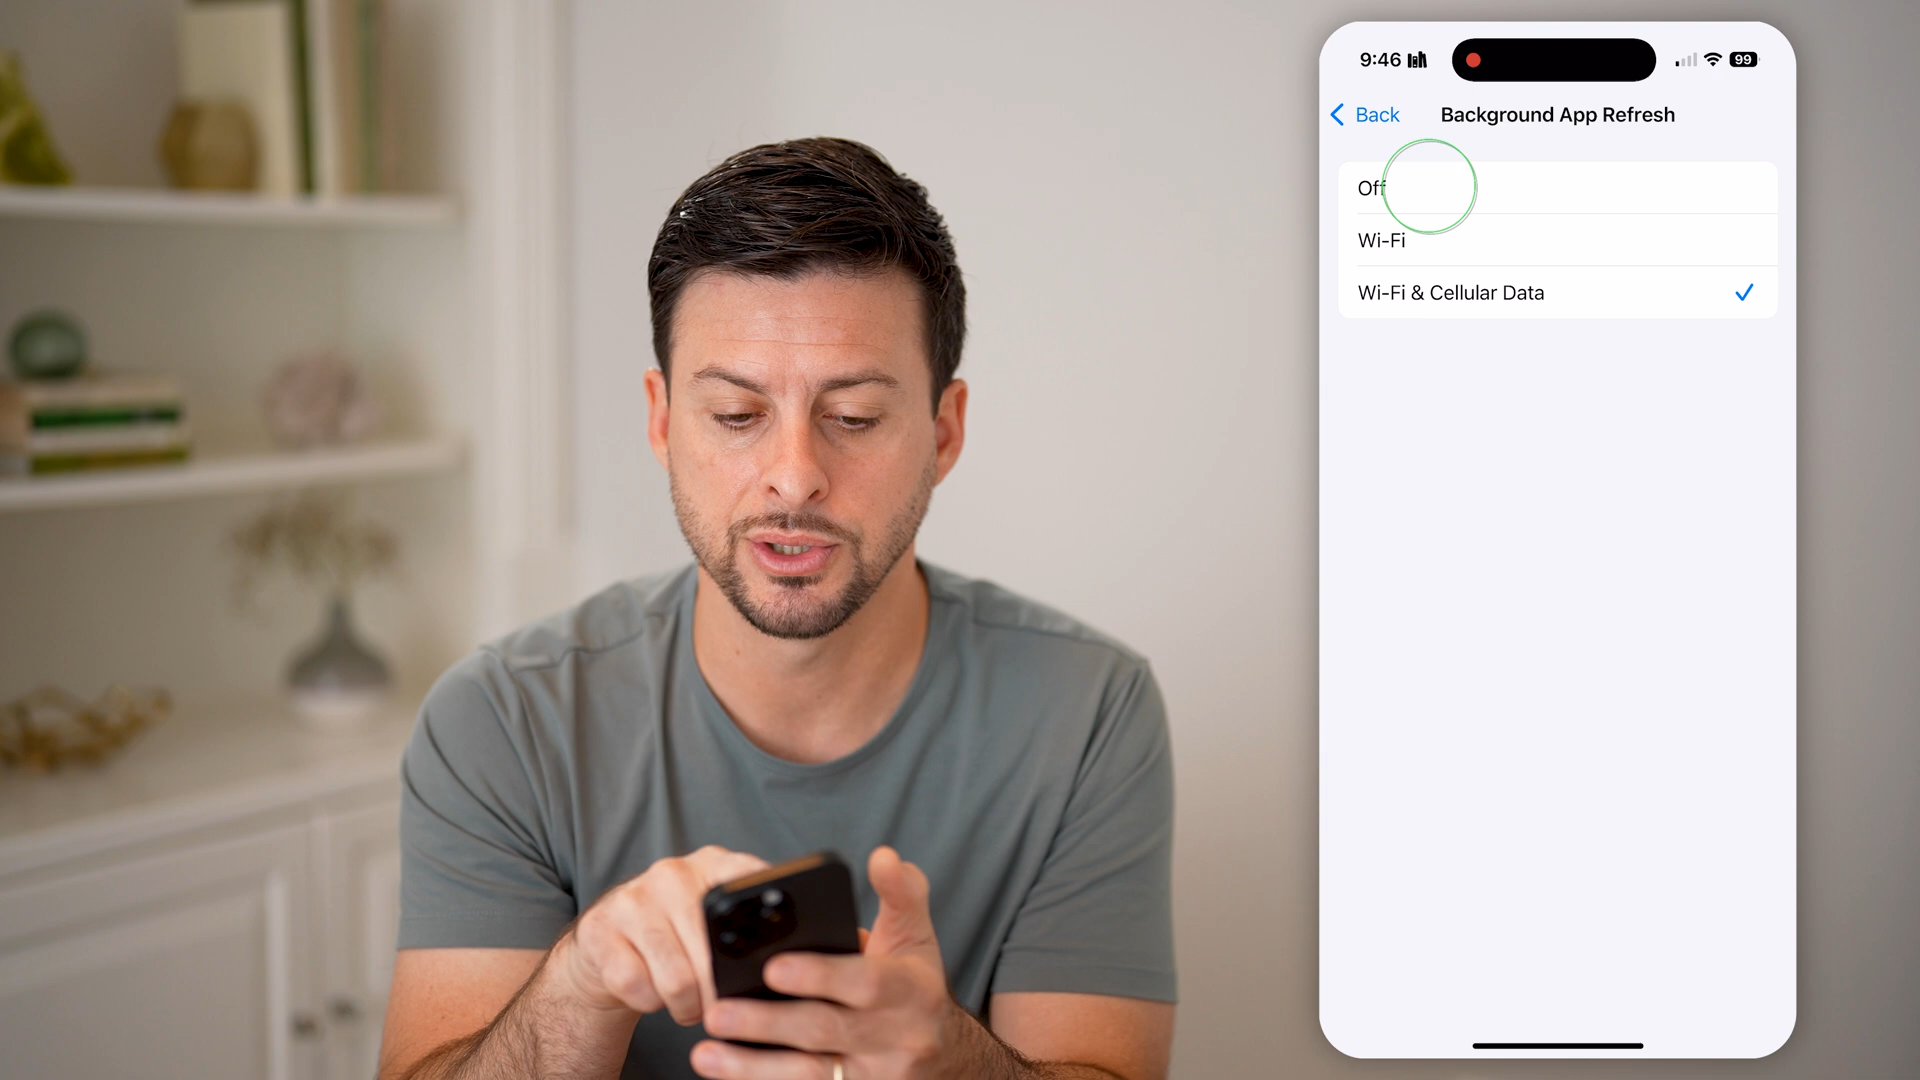 9:46 99
Back Background App Refresh
Off
Wi-Fi
Wi-Fi & Cellular Data